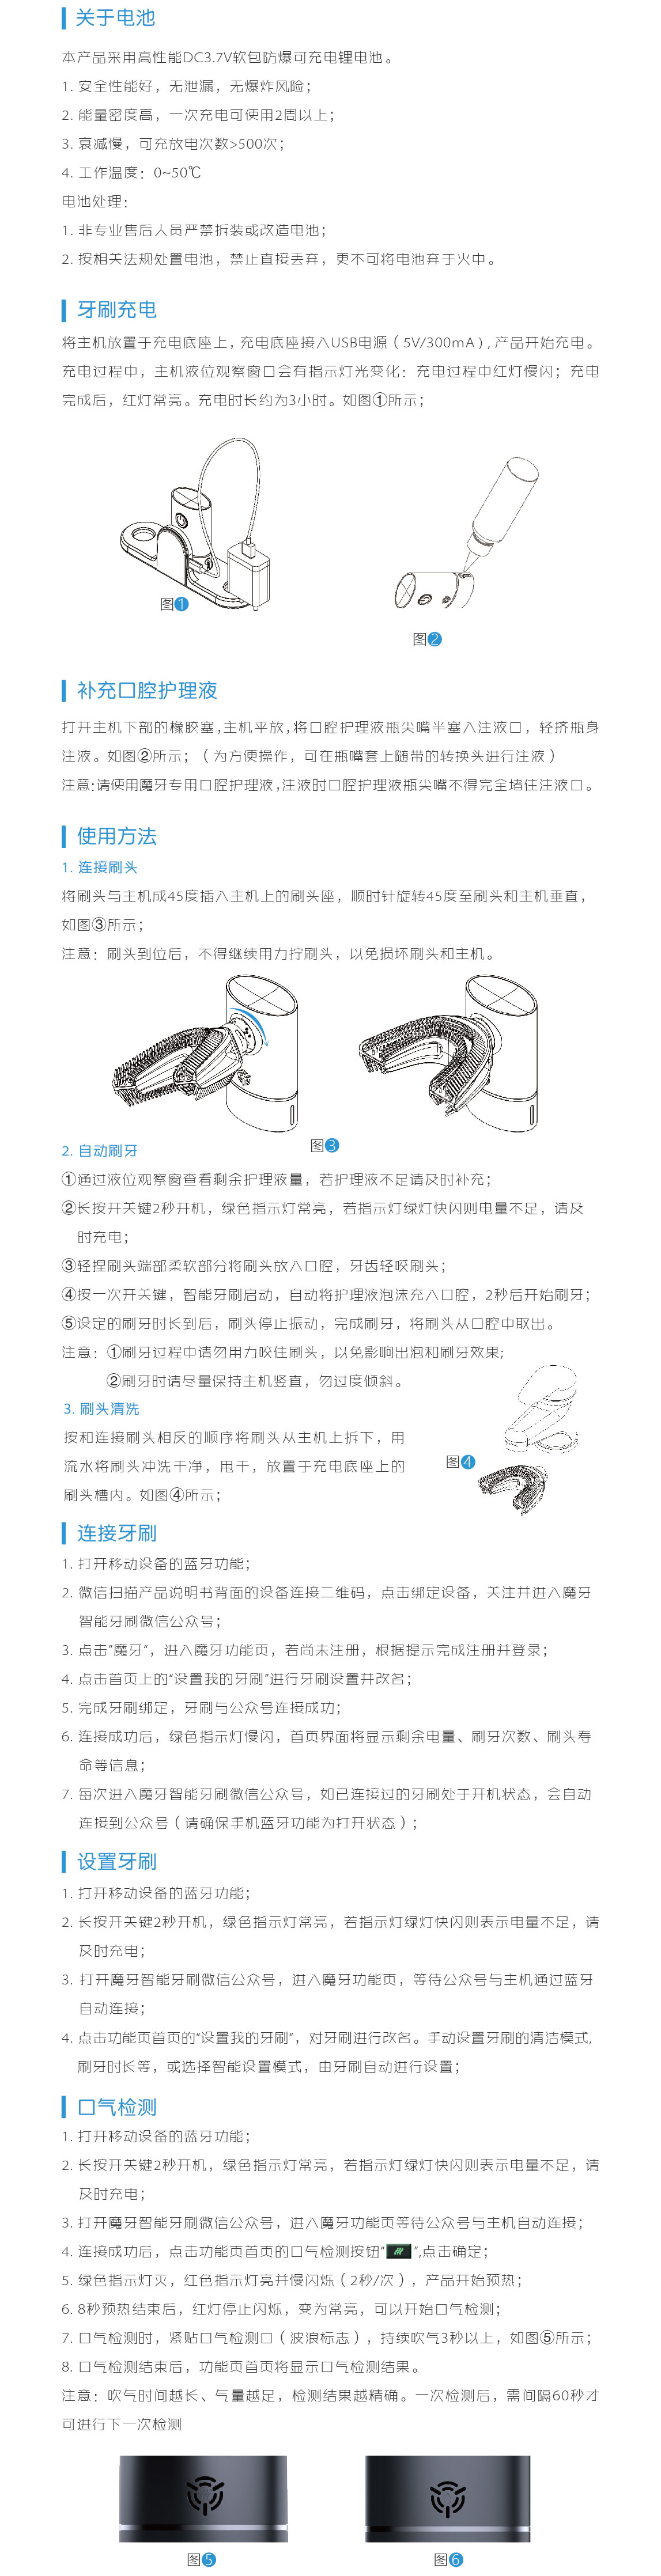 关于电池
本产品采用高性能DC3.7V软包防爆可充电锂电池。
1. 安全性能好，无泄漏，无爆炸风险；
2. 能量密度高，一次充电可使用2周以上；
3. 衰减慢，可充放电次数>500次；
4. 工作温度：0~50℃
电池处理：
1. 非专业售后人员严禁拆装或改造电池；
2. 按相关法规处置电池，禁止直接丢弃，更不可将电池弃于火中。
牙刷充电
将主机放置于充电底座上，充电底座接入USB电源（5V/300mA），产品开始充电。
充电过程中，主机液位观察窗口会有指示灯光变化：充电过程中红灯慢闪；充电
完成后，红灯常亮。充电时长约为3小时。如图①所示；
图1
图2
补充口腔护理液
打开主机下部的橡胶塞，主机平放，将口腔护理液瓶尖嘴半塞入注液口，轻挤瓶身
注液。如图②所示；（为方便操作，可在瓶嘴套上随带的转换头进行注液）
注意：请使用魔牙专用口腔护理液，注液时口腔护理液瓶尖嘴不得完全堵住注液口。
使用方法
1. 连接刷头
将刷头与主机成45度插入主机上的刷头座，顺时针旋转45度至刷头和主机垂直，
如图③所示；
注意：刷头到位后，不得继续用力拧刷头，以免损坏刷头和主机。
图3
2. 自动刷牙
①通过液位观察窗查看剩余护理液量，若护理液不足请及时补充；
②长按开关键2秒开机，绿色指示灯常亮，若指示灯绿灯快闪则电量不足，请及
时充电；
③轻捏刷头端部柔软部分将刷头放入口腔，牙齿轻咬刷头；
④按一次开关键，智能牙刷启动，自动将护理液泡沫充入口腔，2秒后开始刷牙；
⑤设定的刷牙时长到后，刷头停止振动，完成刷牙，将刷头从口腔中取出。
注意：①刷牙过程中请勿用力咬住刷头，以免影响出泡和刷牙效果；
②刷牙时请尽量保持主机竖直，勿过度倾斜。
3. 刷头清洗
按和连接刷头相反的顺序将刷头从主机上拆下，用
流水将刷头冲洗干净，甩干，放置于充电底座上的
刷头槽内。如图④所示；
图4
连接牙刷
1. 打开移动设备的蓝牙功能；
2. 微信扫描产品说明书背面的设备连接二维码，点击绑定设备，关注并进入魔牙
智能牙刷微信公众号；
3. 点击“魔牙”，进入魔牙功能页，若尚未注册，根据提示完成注册并登录；
4. 点击首页上的“设置我的牙刷”进行牙刷设置并改名；
5. 完成牙刷绑定，牙刷与公众号连接成功；
6. 连接成功后，绿色指示灯慢闪，首页界面将显示剩余电量、刷牙次数、刷头寿
命等信息；
7. 每次进入魔牙智能牙刷微信公众号，如已连接过的牙刷处于开机状态，会自动
连接到公众号（请确保手机蓝牙功能为打开状态）；
设置牙刷
1. 打开移动设备的蓝牙功能；
2. 长按开关键2秒开机，绿色指示灯常亮，若指示灯绿灯快闪则表示电量不足，请
及时充电；
3. 打开魔牙智能牙刷微信公众号，进入魔牙功能页，等待公众号与主机通过蓝牙
自动连接；
4. 点击功能页首页的“设置我的牙刷”，对牙刷进行改名。手动设置牙刷的清洁模式，
刷牙时长等，或选择智能设置模式，由牙刷自动进行设置；
口气检测
1. 打开移动设备的蓝牙功能；
2. 长按开关键2秒开机，绿色指示灯常亮，若指示灯绿灯快闪则表示电量不足，请
及时充电；
3. 打开魔牙智能牙刷微信公众号，进入魔牙功能页等待公众号与主机自动连接；
4. 连接成功后，点击功能页首页的口气检测按钮“”，点击确定；
5. 绿色指示灯灭，红色指示灯亮并慢闪烁（2秒/次），产品开始预热；
6. 8秒预热结束后，红灯停止闪烁，变为常亮，可以开始口气检测；
7. 口气检测时，紧贴口气检测口（波浪标志），持续吹气3秒以上，如图⑤所示；
8. 口气检测结束后，功能页首页将显示口气检测结果。
注意：吹气时间越长、气量越足，检测结果越精确。一次检测后，需间隔60秒才
可进行下一次检测
图5
图6